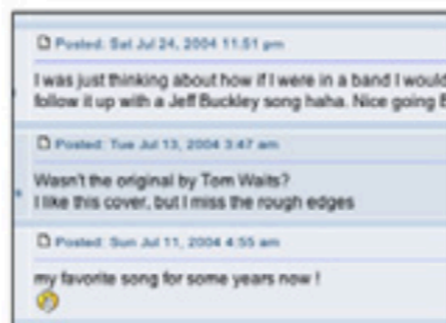 Posted: Sat Jul 24, 2004 11:51 pm
I was just thinking about how if I were in a band I would
follow it up with a Jeff Buckley song haha. Nice going
Posted: Tue Jul 13, 2004 3:47 am
Wasn't the original by Tom Waits?
I like this cover, but I miss the rough edges
Posted: Sun Jul 11, 2004 4:55 am
my favorite song for some years now !